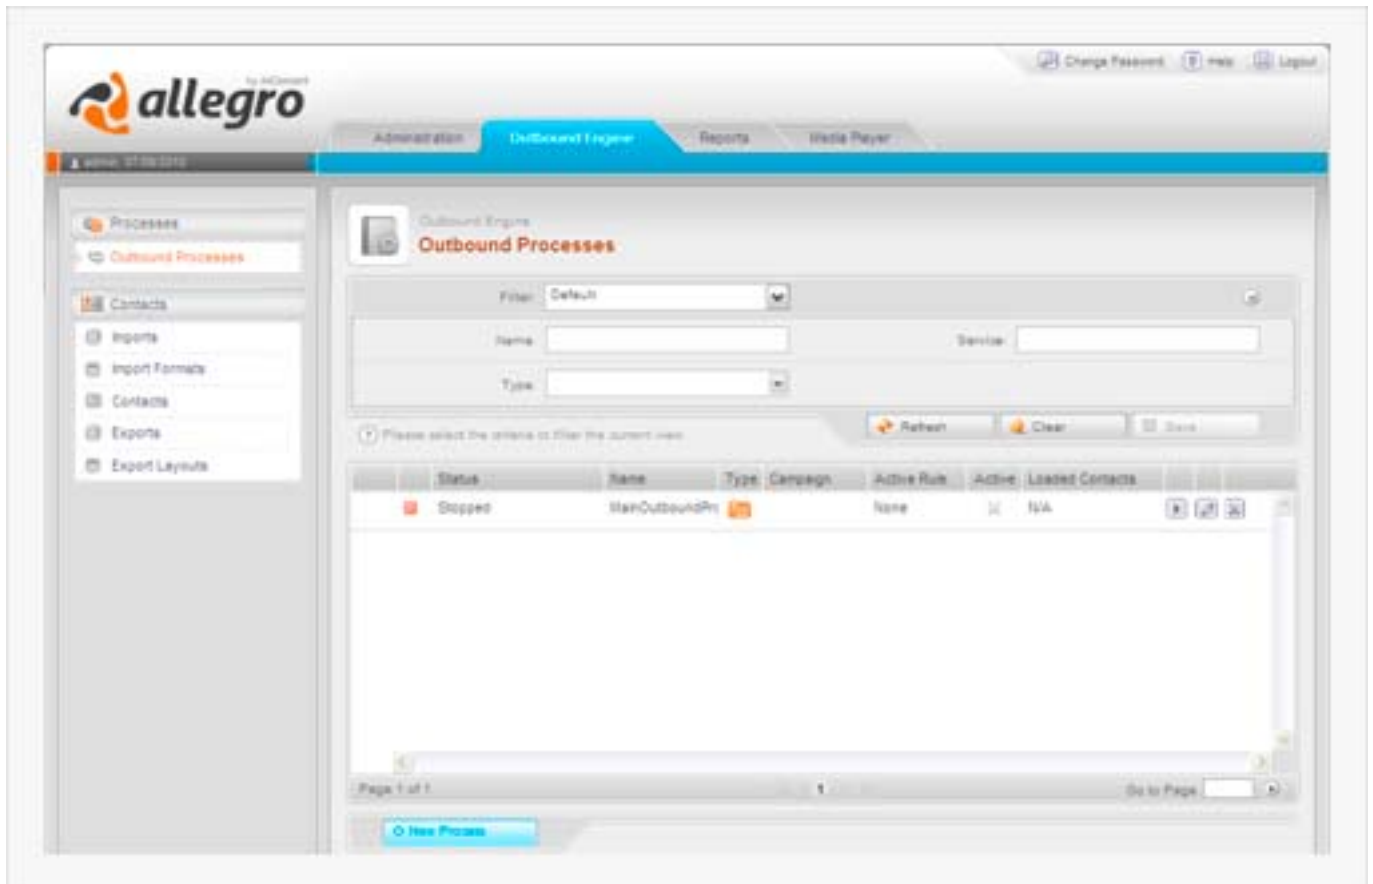 Change Password Help Logout
allegro
Administration Outbound Engine Reports Media Player
admin
Processes
Outbound Processes
Contacts
Imports
Import Formats
Contacts
Exports
Export Layouts
Outbound Engine
Outbound Processes
Filter Default
Name Service
Type
Please select the criteria to filter the current view
Refresh Clear Save
Status Name Type Campaign Active Rule Active Loaded Contacts
Stopped MainOutboundPr None N/A
Page 1 of 1 1 Go to Page
New Process